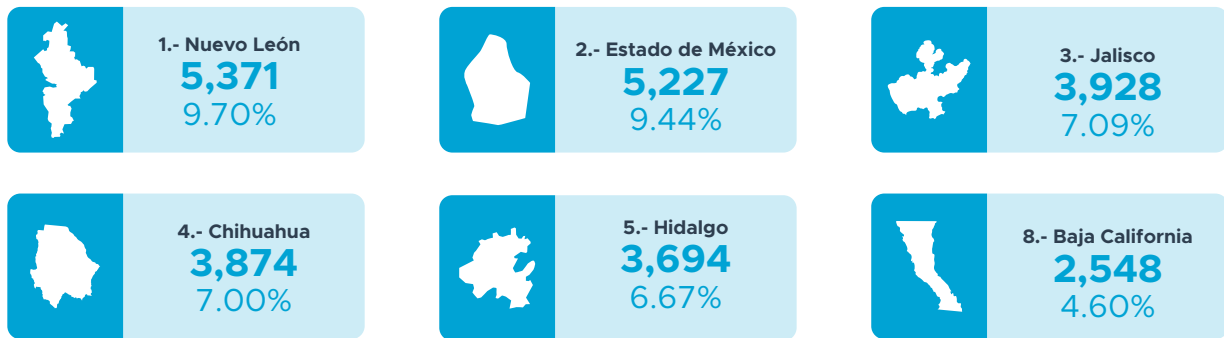 1.- Nuevo León
5,371
9.70%
2.- Estado de México
5,227
9.44%
3.- Jalisco
3,928
7.09%
4.- Chihuahua
3,874
7.00%
5.- Hidalgo
3,694
6.67%
8.- Baja California
2,548
4.60%